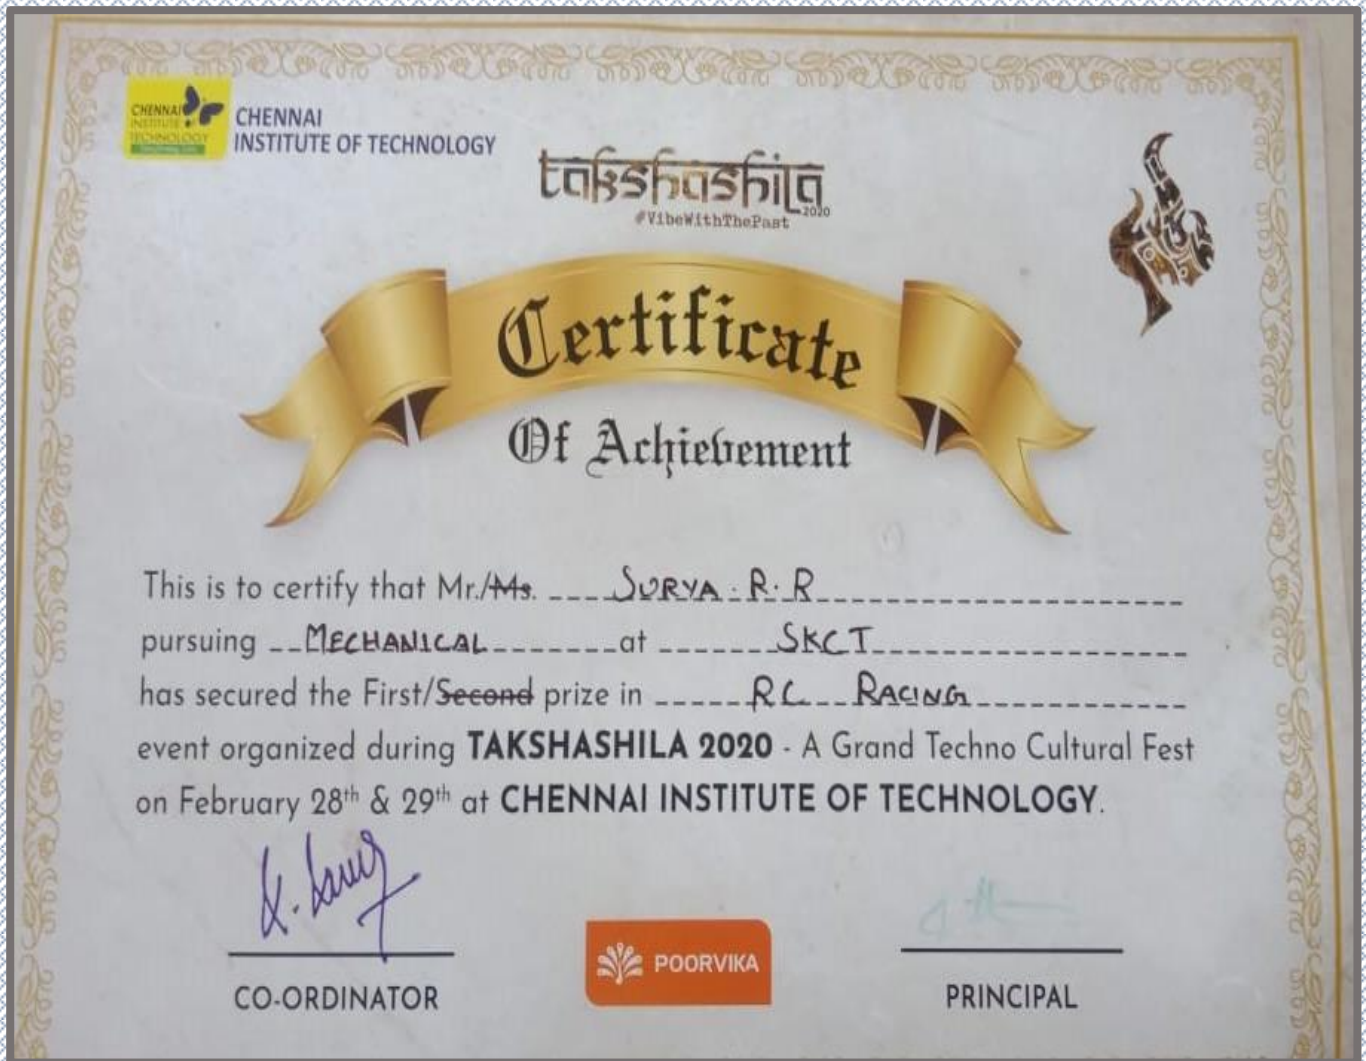 CHENNAI
INSTITUTE OF
TECHNOLOGY
CHENNAI
INSTITUTE OF TECHNOLOGY
takshashila
2020
#VibeWithThePast
Certificate
Of Achievement
This is to certify that Mr./Ms. SURYA.R.R
pursuing MECHANICAL at SKCT
has secured the First/Second prize in RC RACING
event organized during TAKSHASHILA 2020 - A Grand Techno Cultural Fest
on February 28th & 29th at CHENNAI INSTITUTE OF TECHNOLOGY.
POORVIKA
CO-ORDINATOR
PRINCIPAL